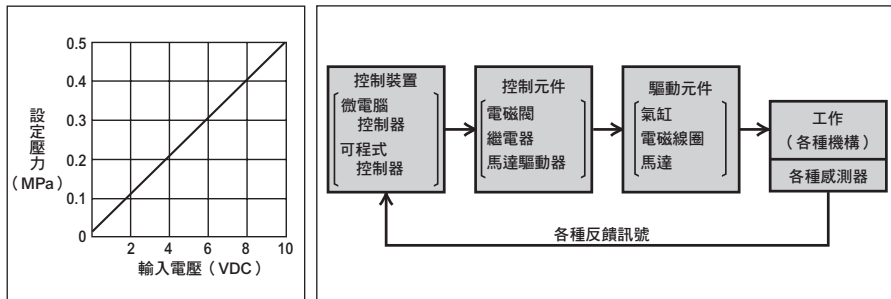 0.5
0.4
0.3
0.2
0.1
0
設定壓力
(MPa)
2 4 6 8 10
輸入電壓(VDC)
控制裝置
微電腦
控制器
可程式
控制器
控制元件
電磁閥
繼電器
馬達驅動器
驅動元件
氣缸
電磁線圈
馬達
工作
(各種機構)
各種感測器
各種反饋訊號